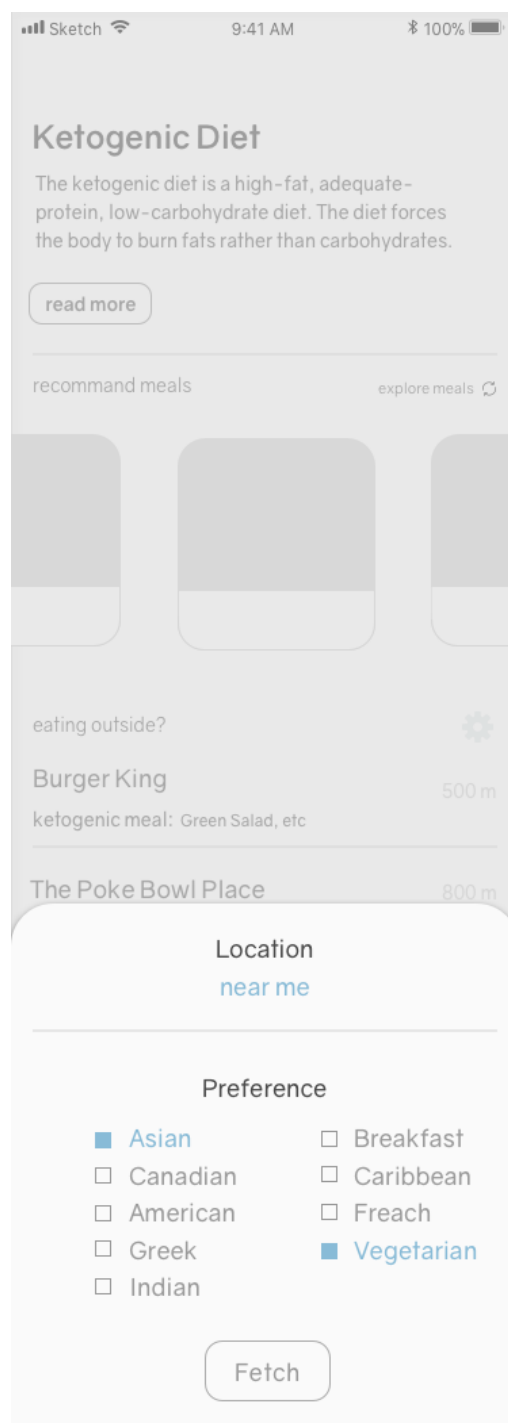 Sketch 9:41 AM 100%
Ketogenic Diet
The ketogenic diet is a high-fat, adequate-
protein, low-carbohydrate diet. The diet forces
the body to burn fats rather than carbohydrates.
read more
recommand meals explore meals
eating outside?
Burger King 500 m
ketogenic meal: Green Salad, etc
The Poke Bowl Place 800 m
Location
near me
Preference
Asian Breakfast
Canadian Caribbean
American Freach
Greek Vegetarian
Indian
Fetch